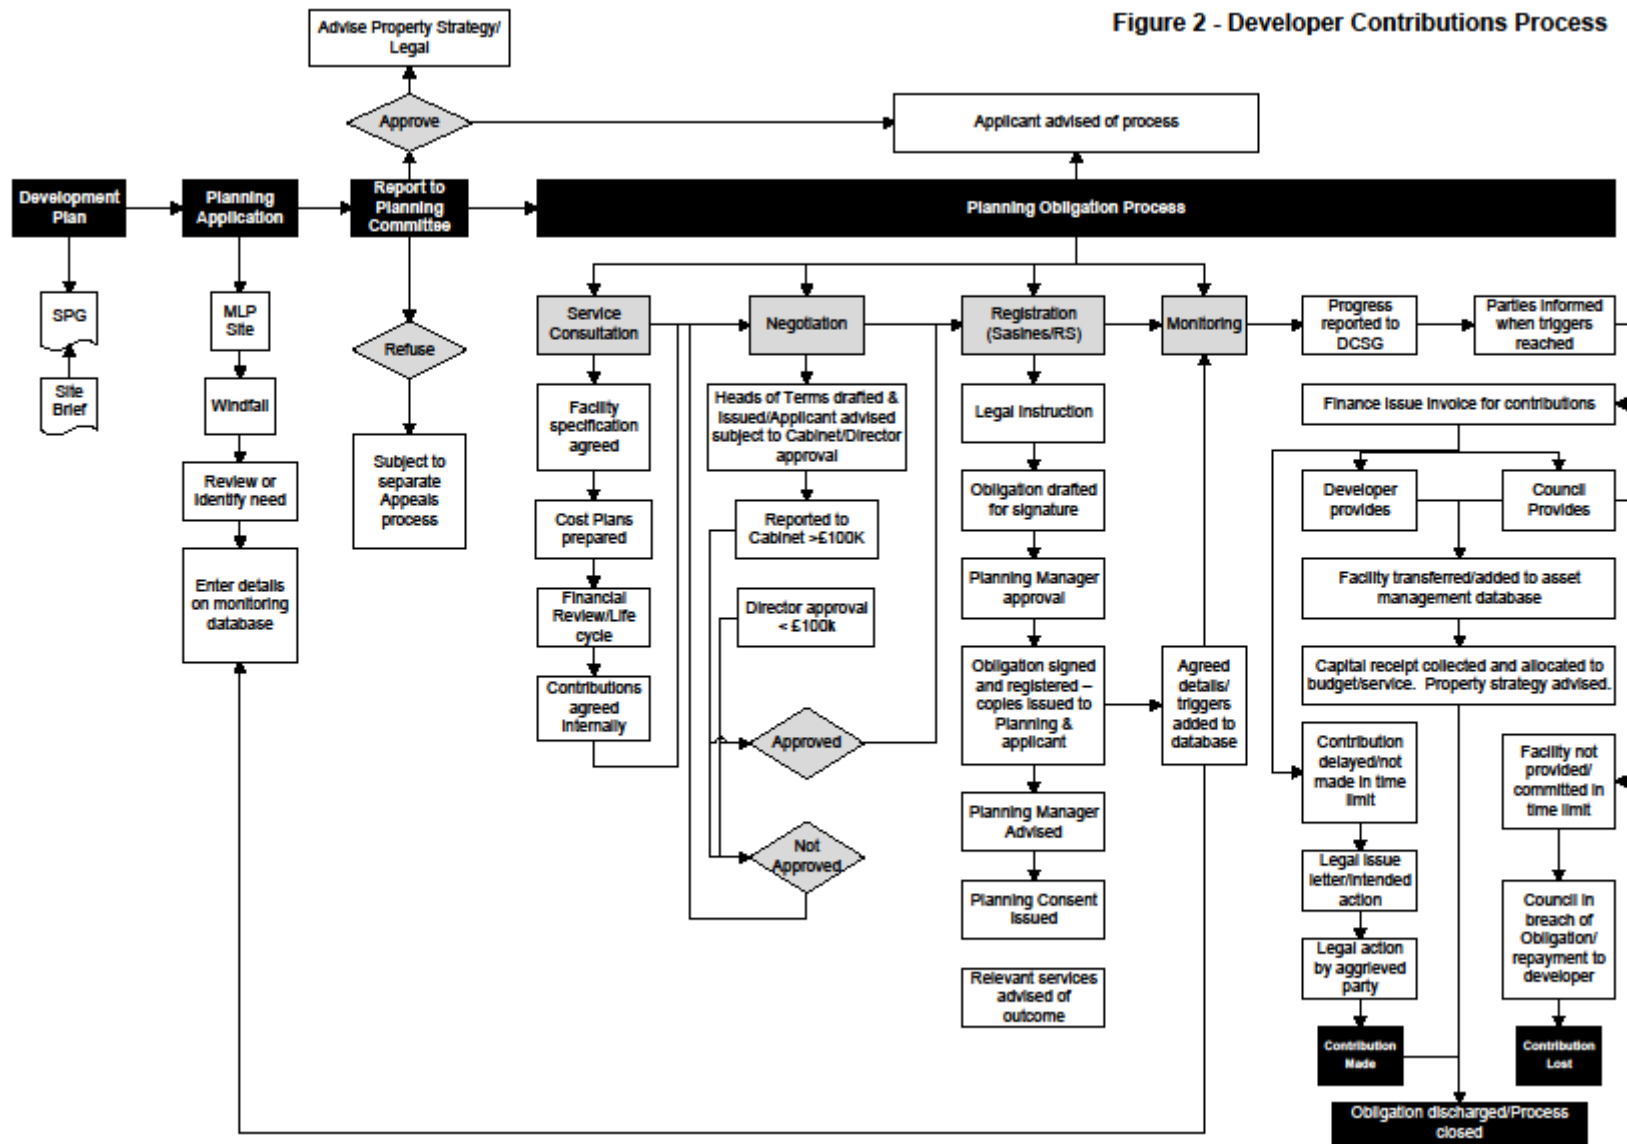 Figure 2 - Developer Contributions Process
Advise Property Strategy/
Legal
Approve
Applicant advised of process
Development
Plan
Planning
Application
Report to
Planning
Committee
Planning Obligation Process
SPG
Site
Brief
MLP
Site
Windfall
Review or
Identify need
Enter details
on monitoring
database
Refuse
Subject to
separate
Appeals
process
Service
Consultation
Facility
specification
agreed
Cost Plans
prepared
Financial
Review/Life
cycle
Contributions
agreed
Internally
Negotiation
Heads of Terms drafted &
Issued/Applicant advised
subject to Cabinet/Director
approval
Reported to
Cabinet >£100K
Director approval
< £100k
Approved
Not
Approved
Registration
(Sasines/RS)
Legal Instruction
Obligation drafted
for signature
Planning Manager
approval
Obligation signed
and registered –
copies issued to
Planning &
applicant
Planning Manager
Advised
Planning Consent
Issued
Relevant services
advised of
outcome
Monitoring
Agreed
details/
triggers
added to
database
Progress
reported to
DCSG
Parties Informed
when triggers
reached
Finance Issue Invoice for contributions
Developer
provides
Council
Provides
Facility transferred/added to asset
management database
Capital receipt collected and allocated to
budget/service. Property strategy advised.
Contribution
delayed/not
made in time
limit
Legal Issue
letter/intended
action
Legal action
by aggrieved
party
Contribution
Made
Facility not
provided/
committed in
time limit
Council in
breach of
Obligation/
repayment to
developer
Contribution
Lost
Obligation discharged/Process
closed